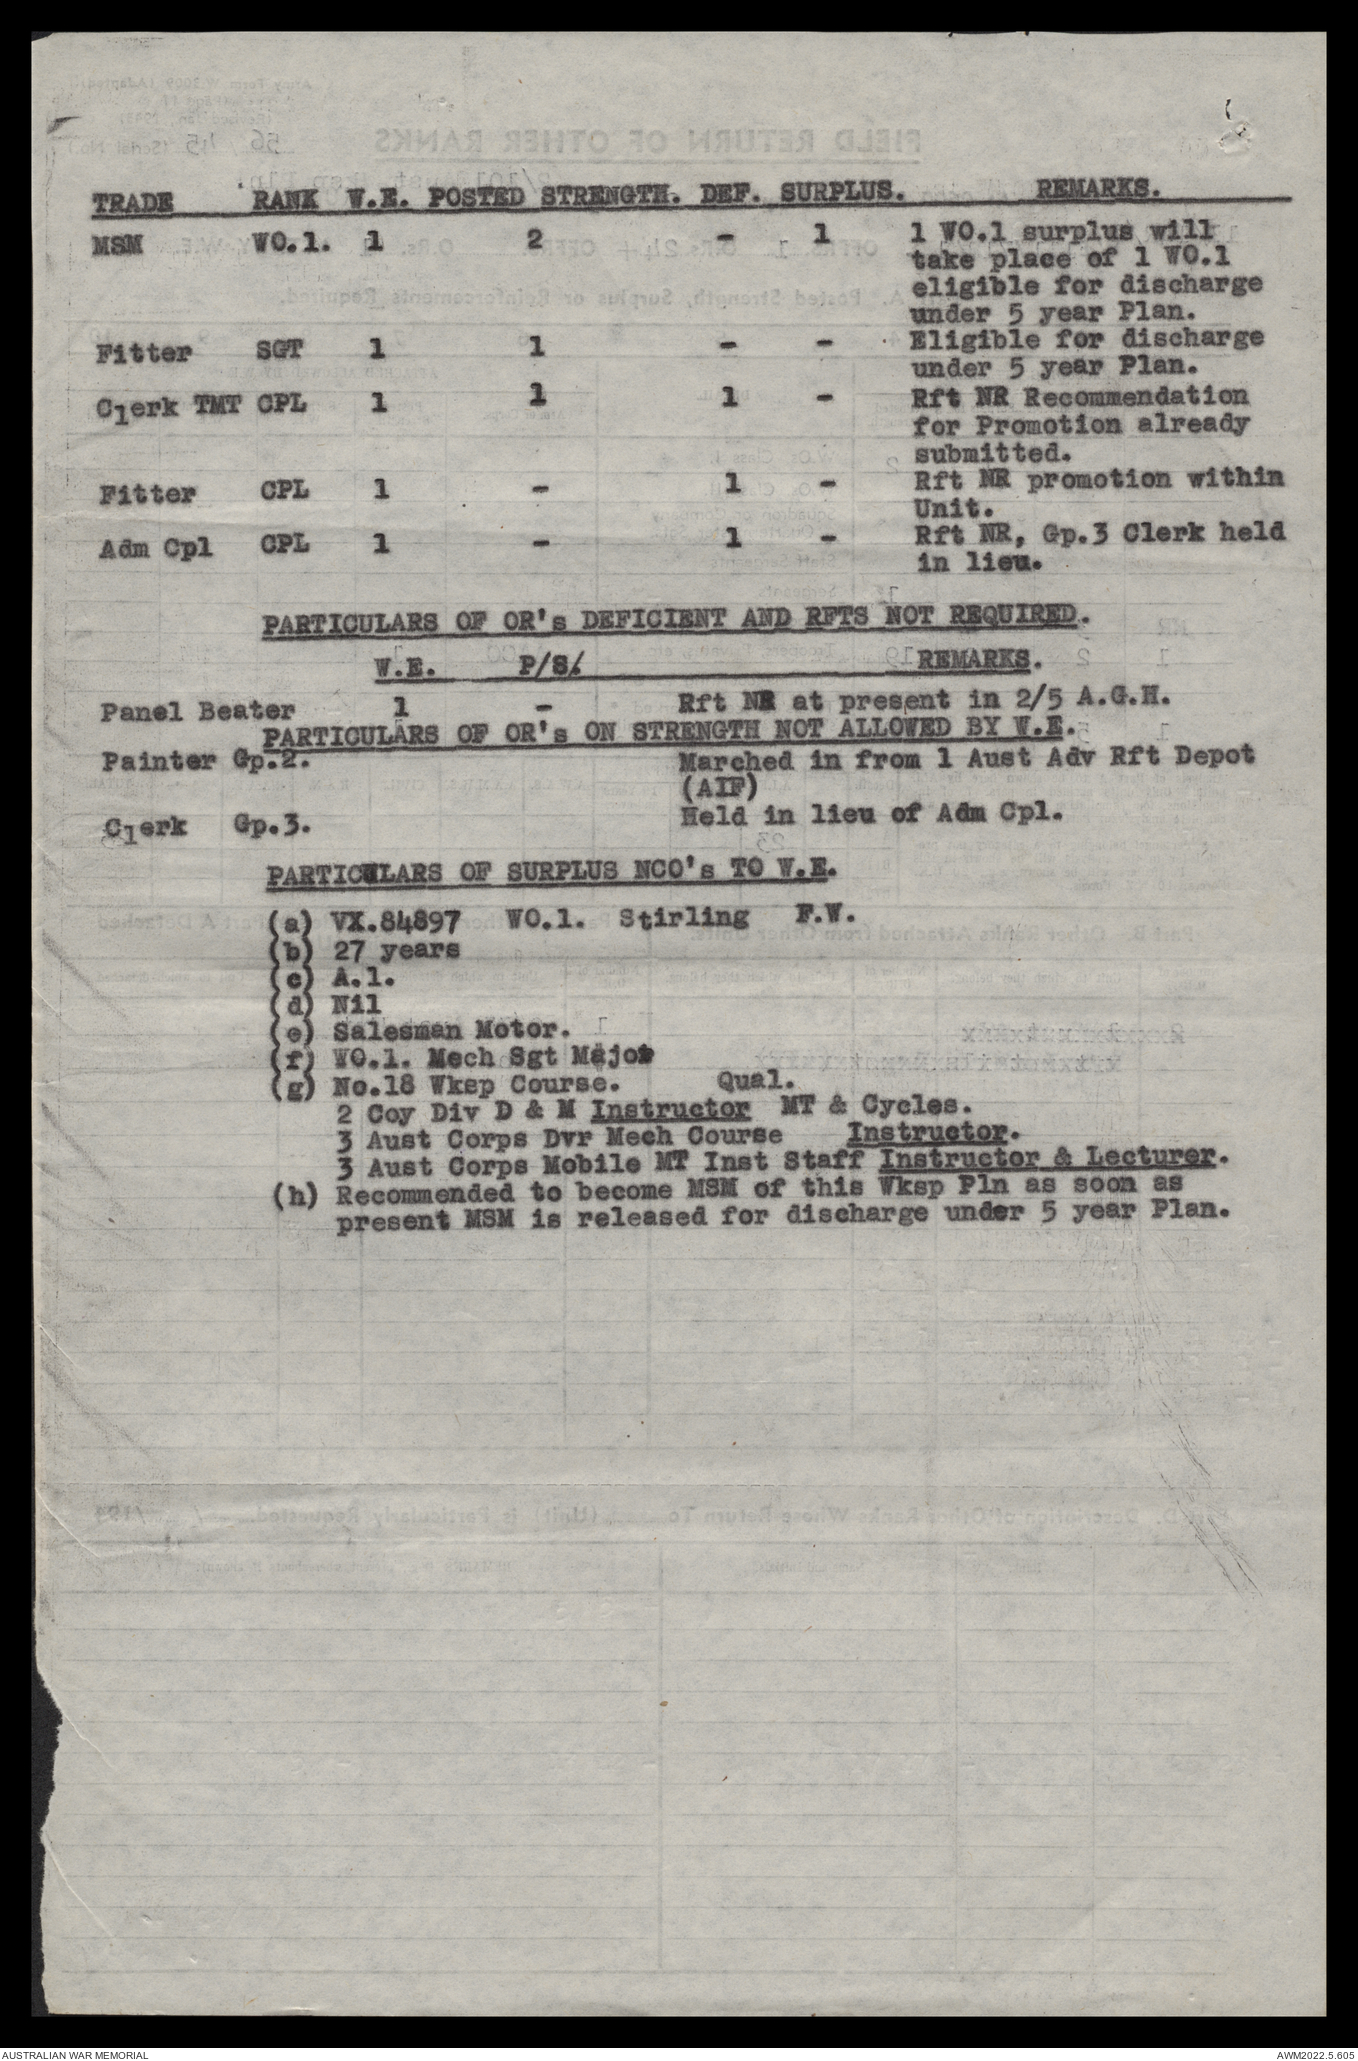 TRADE RANK W.E. POSTED STRENGTH. DEF. SURPLUS. REMARKS.
MSM WO.1. 1 2 - 1 1 WO.1 surplus will
take place of 1 WO.1
eligible for discharge
under 5 year Plan.
Fitter SGT 1 1 - - Eligible for discharge
under 5 year Plan.
Clerk TMT CPL 1 1 1 - Rft NR Recommendation
for Promotion already
submitted.
Fitter CPL 1 - 1 - Rft NR promotion within
Unit.
Adm Cpl CPL 1 - 1 - Rft NR, Gp.3 Clerk held
in lieu.
PARTICULARS OF OR's DEFICIENT AND RFTS NOT REQUIRED.
W.E. P/S. REMARKS.
Panel Beater 1 - Rft NR at present in 2/5 A.G.H.
PARTICULARS OF OR's ON STRENGTH NOT ALLOWED BY W.E.
Painter Gp.2. Marched in from 1 Aust Adv Rft Depot
(AIF)
Clerk Gp.3. Held in lieu of Adm Cpl.
PARTICULARS OF SURPLUS NCO's TO W.E.
(a) VX.84897 WO.1. Stirling F.W.
(b) 27 years
(c) A.1.
(d) Nil
(e) Salesman Motor.
(f) WO.1. Mech Sgt Major
(g) No.18 Wksp Course. Qual.
2 Coy Div D & M Instructor MT & Cycles.
3 Aust Corps Dvr Mech Course Instructor.
3 Aust Corps Mobile MT Inst Staff Instructor & Lecturer.
(h) Recommended to become MSM of this Wksp Pln as soon as
present MSM is released for discharge under 5 year Plan.
AUSTRALIAN WAR MEMORIAL AWM2022.5.605